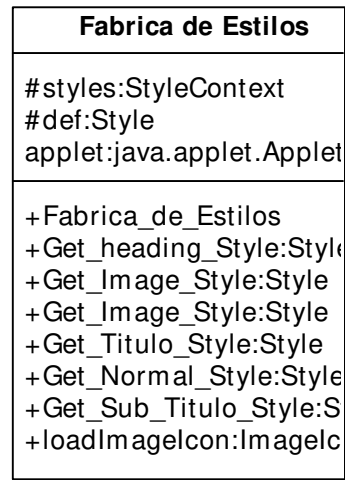 Fabrica de Estilos
#styles:StyleContext
#def:Style
applet:java.applet.Applet
+Fabrica_de_Estilos
+Get_heading_Style:Style
+Get_Image_Style:Style
+Get_Image_Style:Style
+Get_Titulo_Style:Style
+Get_Normal_Style:Style
+Get_Sub_Titulo_Style:S
+loadImageIcon:ImageIc